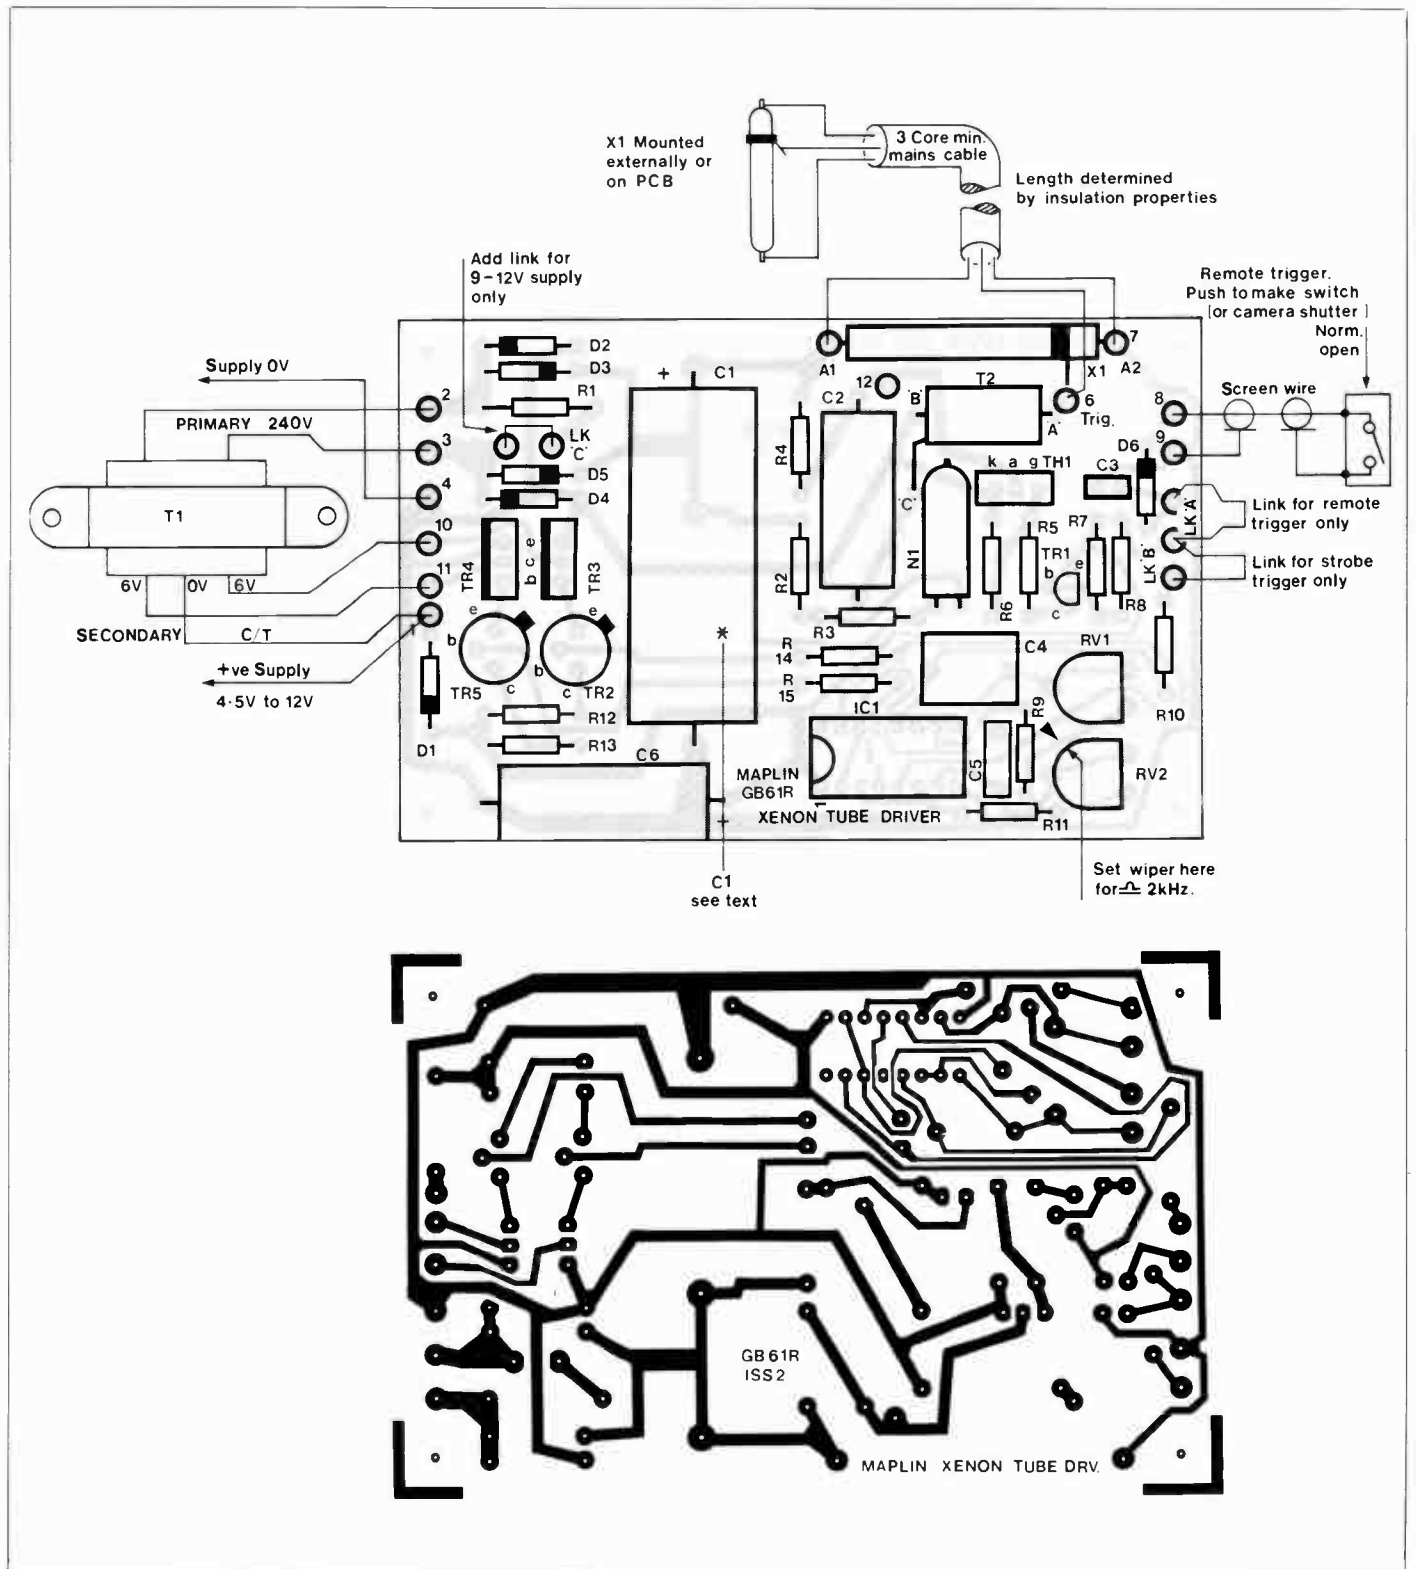 X1 Mounted
externally or
on PCB
3 Core min.
mains cable
Length determined
by insulation properties
Add link for
9-12V supply
only
Remote trigger.
Push to make switch
[or camera shutter]
Norm.
open
Supply 0V
PRIMARY 240V
T1
6V 0V 6V
SECONDARY C/T
+ve Supply
4·5V to 12V
2
3
4
10
11
D2
D3
R1
LK
'C'
D5
D4
TR4
b c e
TR3
e
b
c
TR5
e
b
c
TR2
D1
R12
R13
C6
+
+ C1
*
C1
see text
A1
X1
7
A2
12
C2
'B'
T2
'A'
6
Trig.
R4
'C'
N1
k a g TH1
C3
D6
8
9
Screen wire
LK 'A'
Link for remote
trigger only
LK 'B'
Link for strobe
trigger only
R2
R3
R6
R5
TR1
b
e
c
R7
R8
R
14
R
15
C4
RV1
R10
IC1
1
C5
R9
RV2
R11
MAPLIN
GB61R
XENON TUBE DRIVER
Set wiper here
for ≏ 2kHz.
GB61R
ISS2
MAPLIN XENON TUBE DRV.